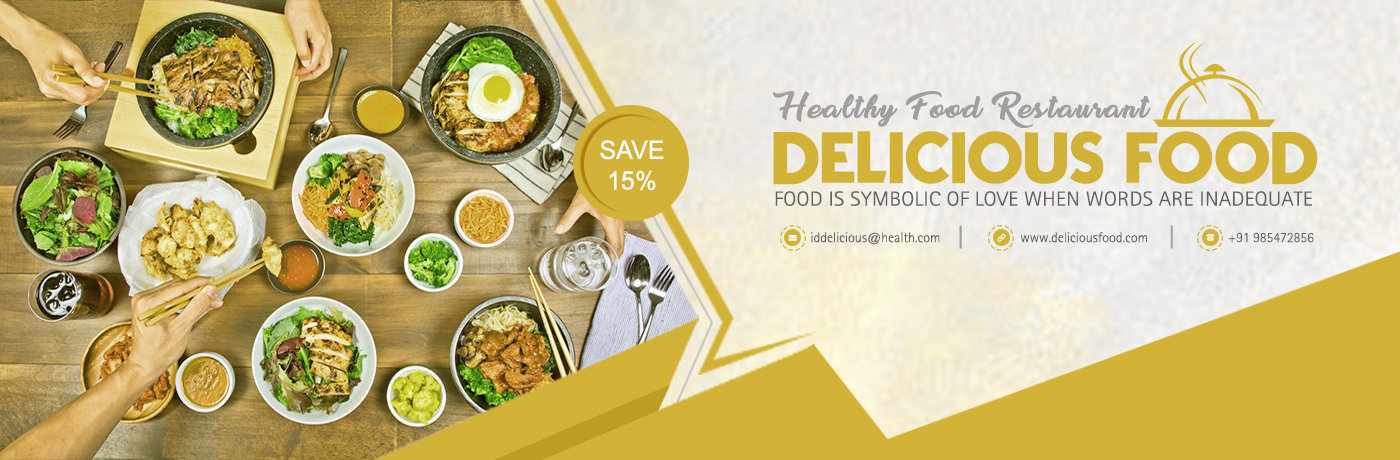 SAVE
15%
Healthy Food Restaurant
DELICIOUS FOOD
FOOD IS SYMBOLIC OF LOVE WHEN WORDS ARE INADEQUATE
iddelicious@health.com | www.deliciousfood.com | +91 985472856